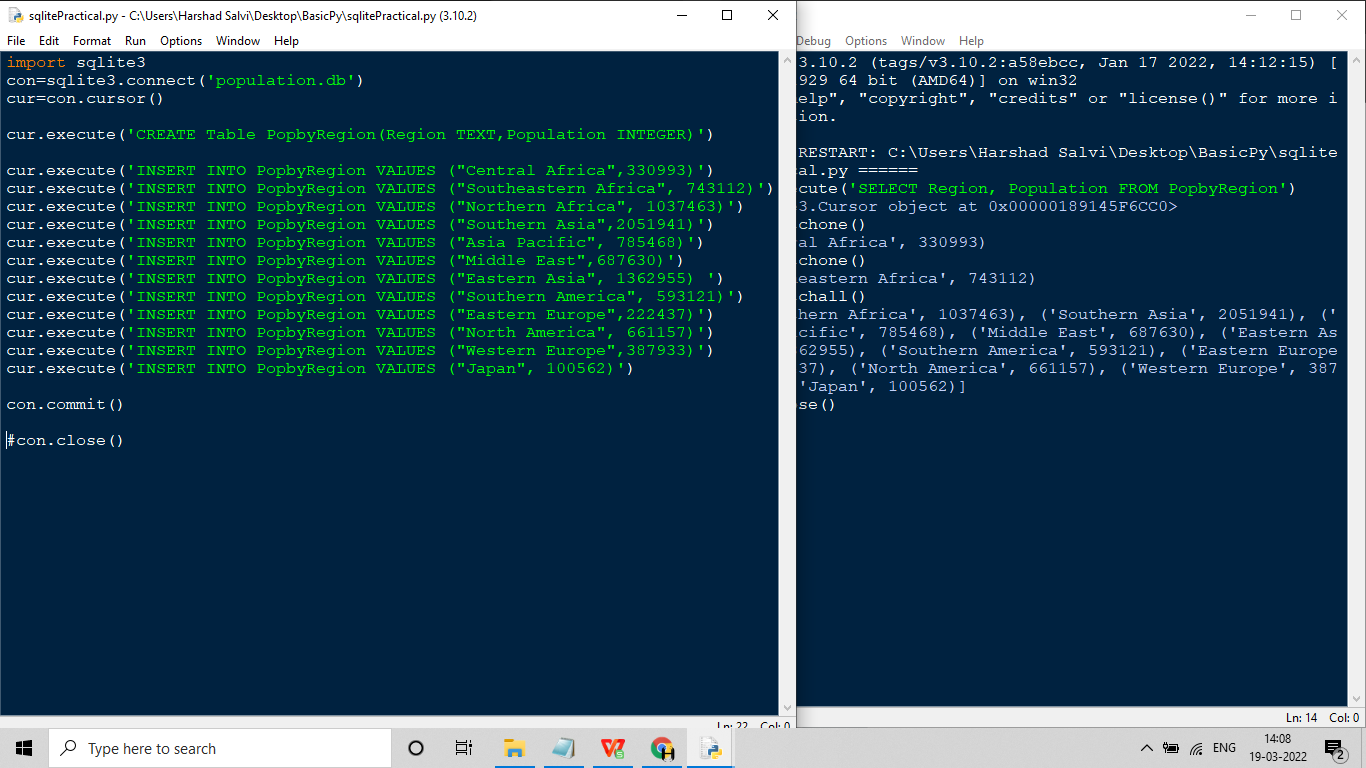 sqlitePractical.py - C:\Users\Harshad Salvi\Desktop\BasicPy\sqlitePractical.py (3.10.2)
File Edit Format Run Options Window Help
import sqlite3
con=sqlite3.connect('population.db')
cur=con.cursor()
cur.execute('CREATE Table PopbyRegion(Region TEXT,Population INTEGER)')
cur.execute('INSERT INTO PopbyRegion VALUES ("Central Africa",330993)')
cur.execute('INSERT INTO PopbyRegion VALUES ("Southeastern Africa", 743112)')
cur.execute('INSERT INTO PopbyRegion VALUES ("Northern Africa", 1037463)')
cur.execute('INSERT INTO PopbyRegion VALUES ("Southern Asia",2051941)')
cur.execute('INSERT INTO PopbyRegion VALUES ("Asia Pacific", 785468)')
cur.execute('INSERT INTO PopbyRegion VALUES ("Middle East",687630)')
cur.execute('INSERT INTO PopbyRegion VALUES ("Eastern Asia", 1362955) ')
cur.execute('INSERT INTO PopbyRegion VALUES ("Southern America", 593121)')
cur.execute('INSERT INTO PopbyRegion VALUES ("Eastern Europe",222437)')
cur.execute('INSERT INTO PopbyRegion VALUES ("North America", 661157)')
cur.execute('INSERT INTO PopbyRegion VALUES ("Western Europe",387933)')
cur.execute('INSERT INTO PopbyRegion VALUES ("Japan", 100562)')
con.commit()
#con.close()
Ln: 22 Col: 0
Debug Options Window Help
3.10.2 (tags/v3.10.2:a58ebcc, Jan 17 2022, 14:12:15) [
929 64 bit (AMD64)] on win32
elp", "copyright", "credits" or "license()" for more i
ion.
RESTART: C:\Users\Harshad Salvi\Desktop\BasicPy\sqlite
al.py ======
cute('SELECT Region, Population FROM PopbyRegion')
3.Cursor object at 0x00000189145F6CC0>
chone()
al Africa', 330993)
chone()
eastern Africa', 743112)
chall()
hern Africa', 1037463), ('Southern Asia', 2051941), ('
cific', 785468), ('Middle East', 687630), ('Eastern As
62955), ('Southern America', 593121), ('Eastern Europe
37), ('North America', 661157), ('Western Europe', 387
'Japan', 100562)]
se()
Ln: 14 Col: 0
Type here to search
ENG
14:08
19-03-2022
2